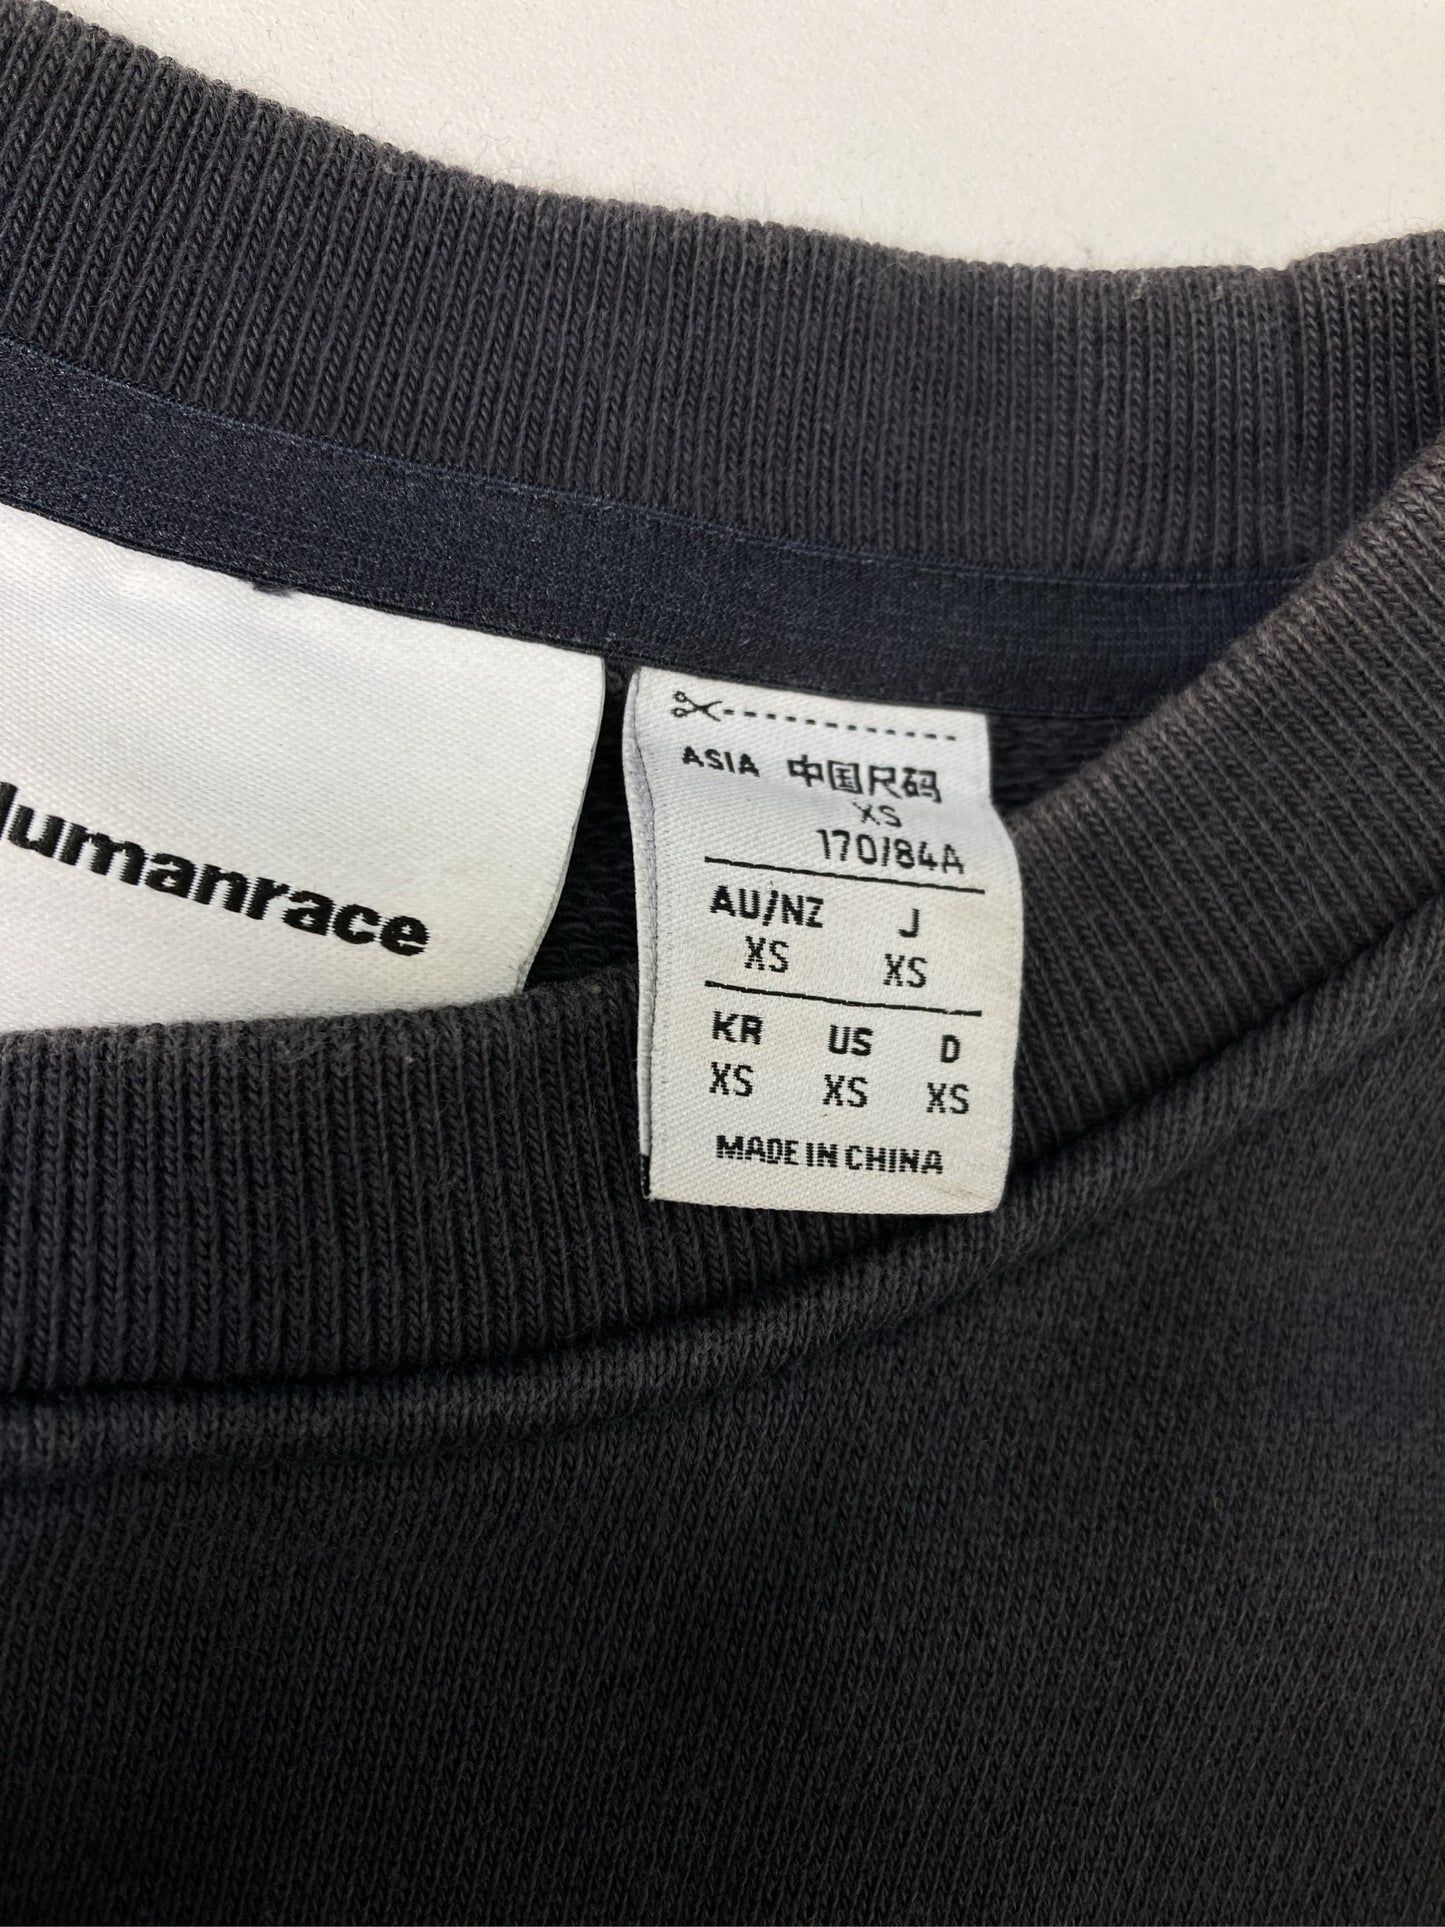 umanrace
ASIA 中国尺码
XS
170/84A
AU/NZ J
XS XS
KR US D
XS XS XS
MADE IN CHINA